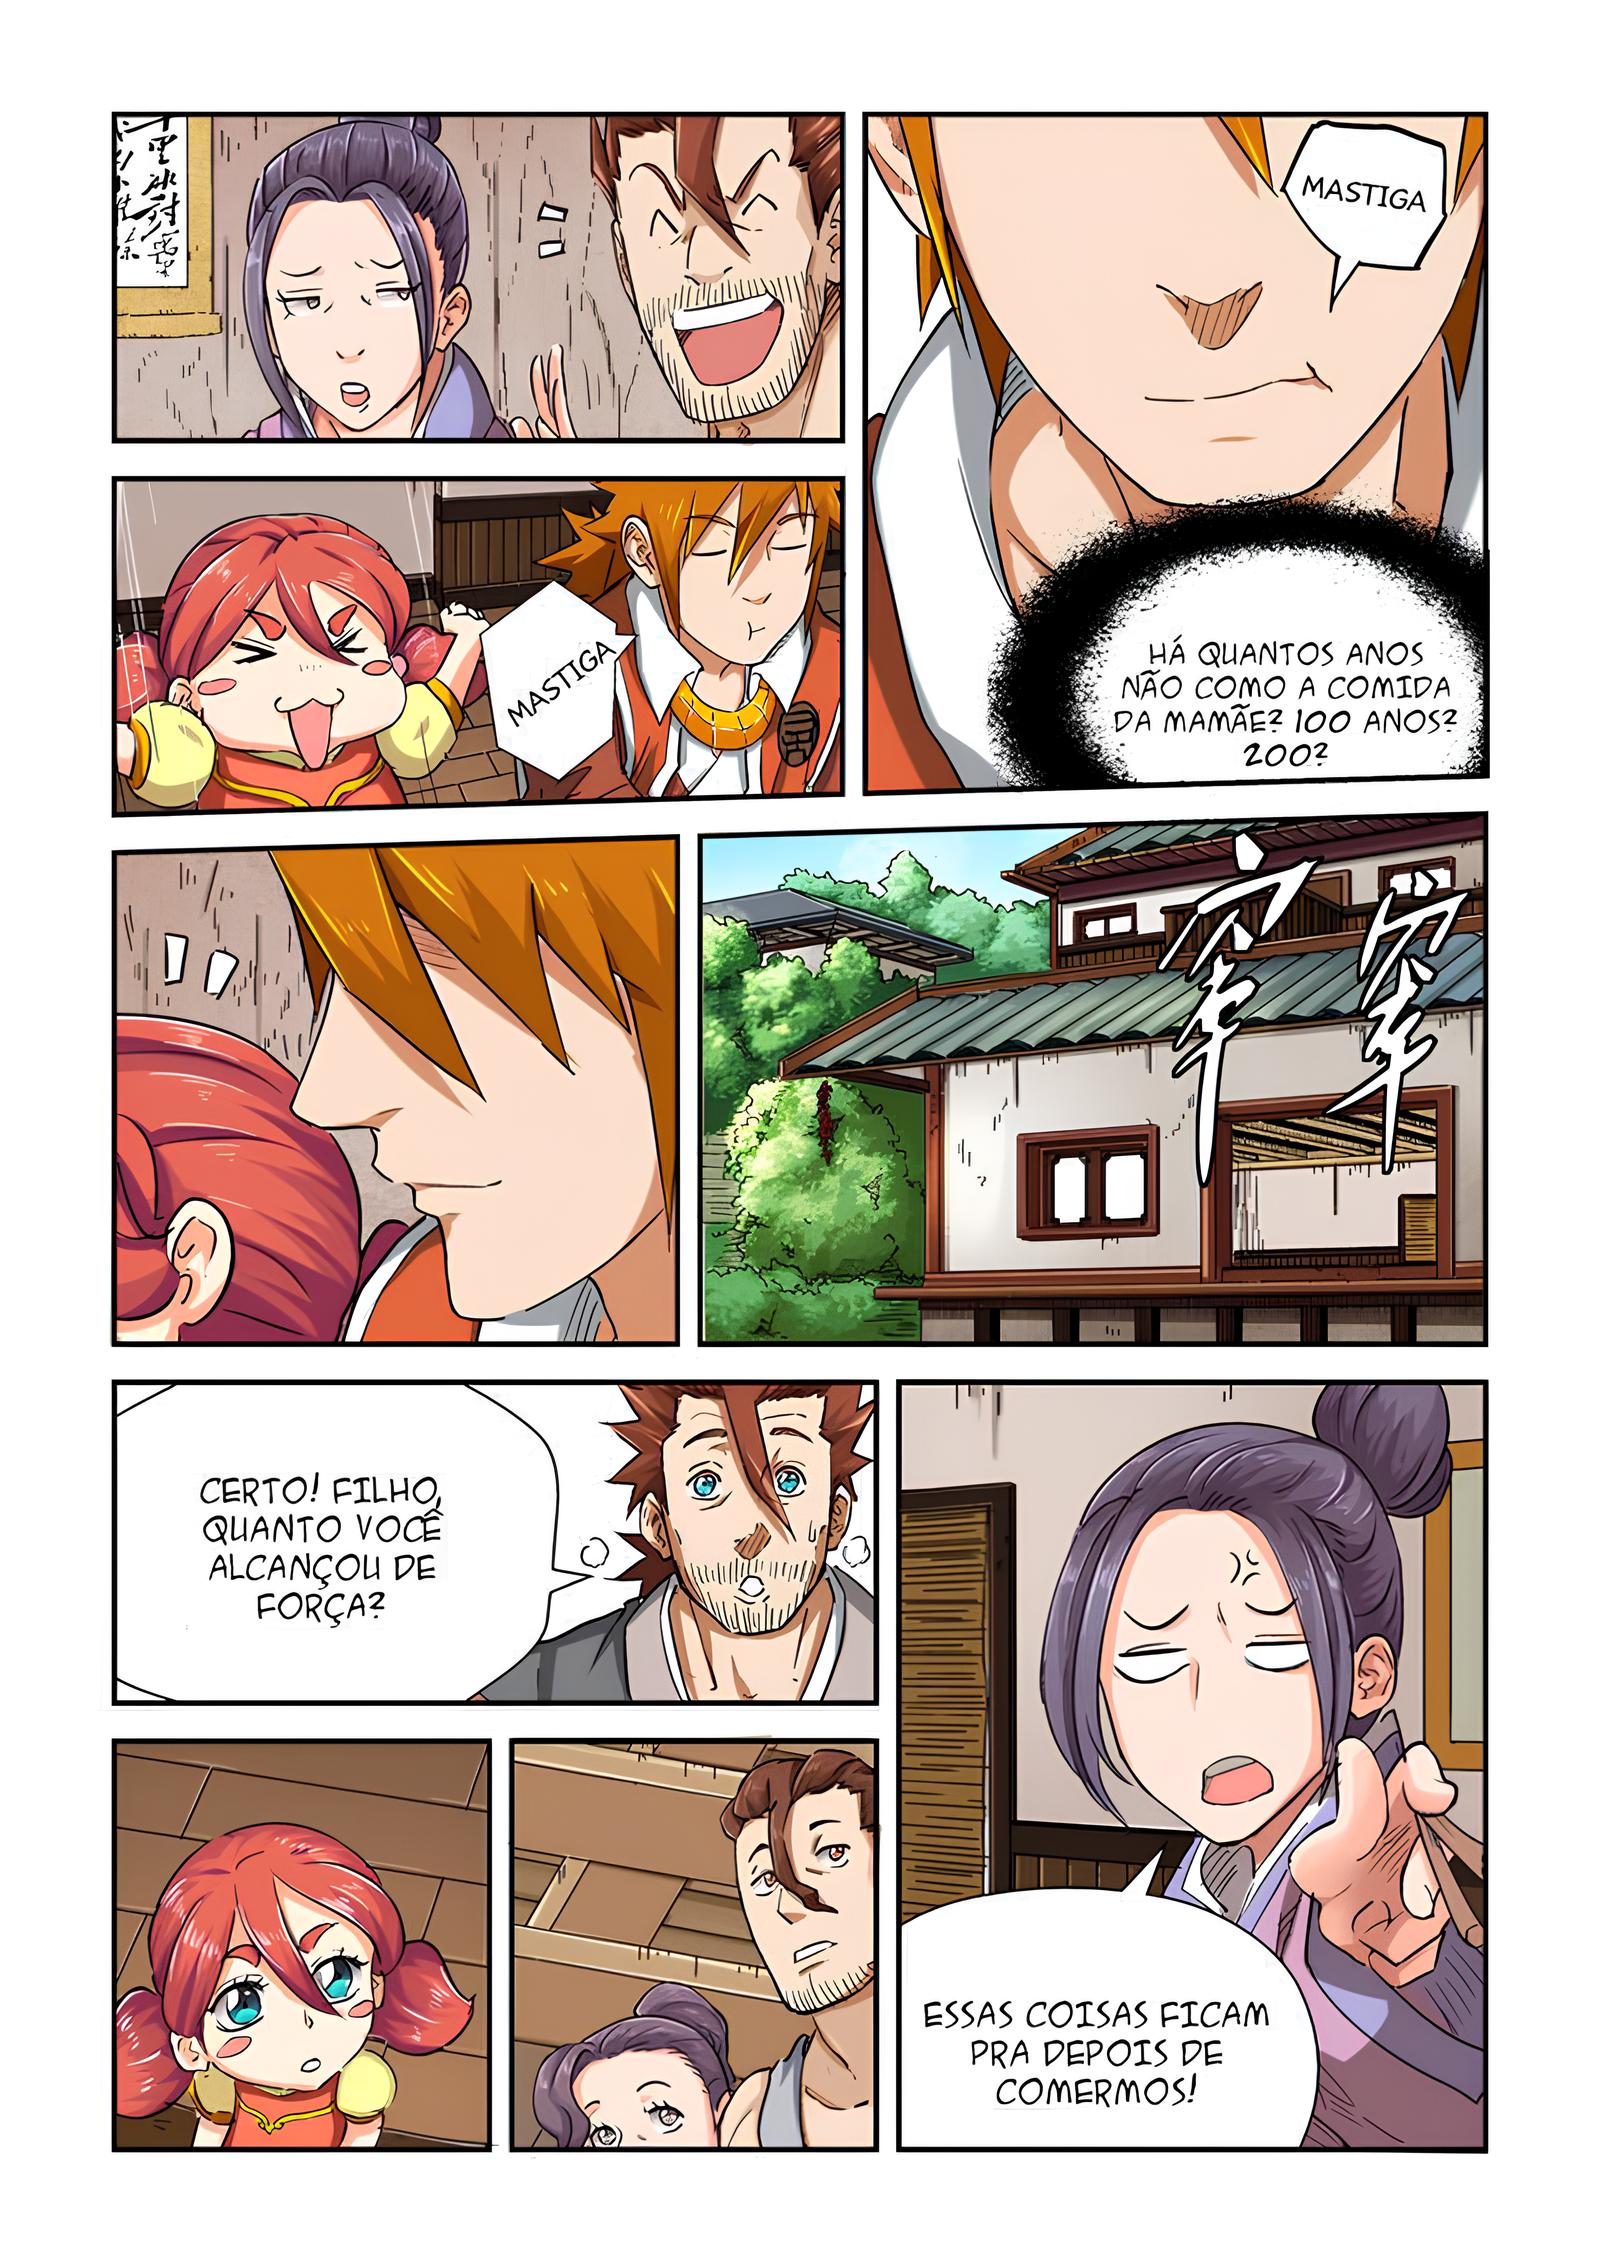 MASTIGA
HÁ QUANTOS ANOS
NÃO COMO A COMIDA
DA MAMÃE? 100 ANOS?
200?
MASTIGA
CERTO! FILHO,
QUANTO VOCÊ
ALCANÇOU DE
FORÇA?
ESSAS COISAS FICAM
PRA DEPOIS DE
COMERMOS!